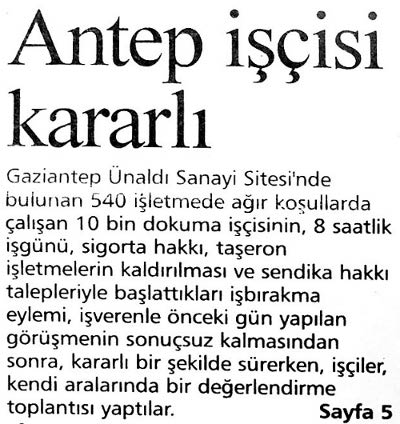 Antep işçisi
kararlı
Gaziantep Ünaldı Sanayi Sitesi'nde
bulunan 540 işletmede ağır koşullarda
çalışan 10 bin dokuma işçisinin, 8 saatlik
işgünü, sigorta hakkı, taşeron
işletmelerin kaldırılması ve sendika hakkı
talepleriyle başlattıkları işbırakma
eylemi, işverenle önceki gün yapılan
görüşmenin sonuçsuz kalmasından
sonra, kararlı bir şekilde sürerken, işçiler,
kendi aralarında bir değerlendirme
toplantısı yaptılar. Sayfa 5